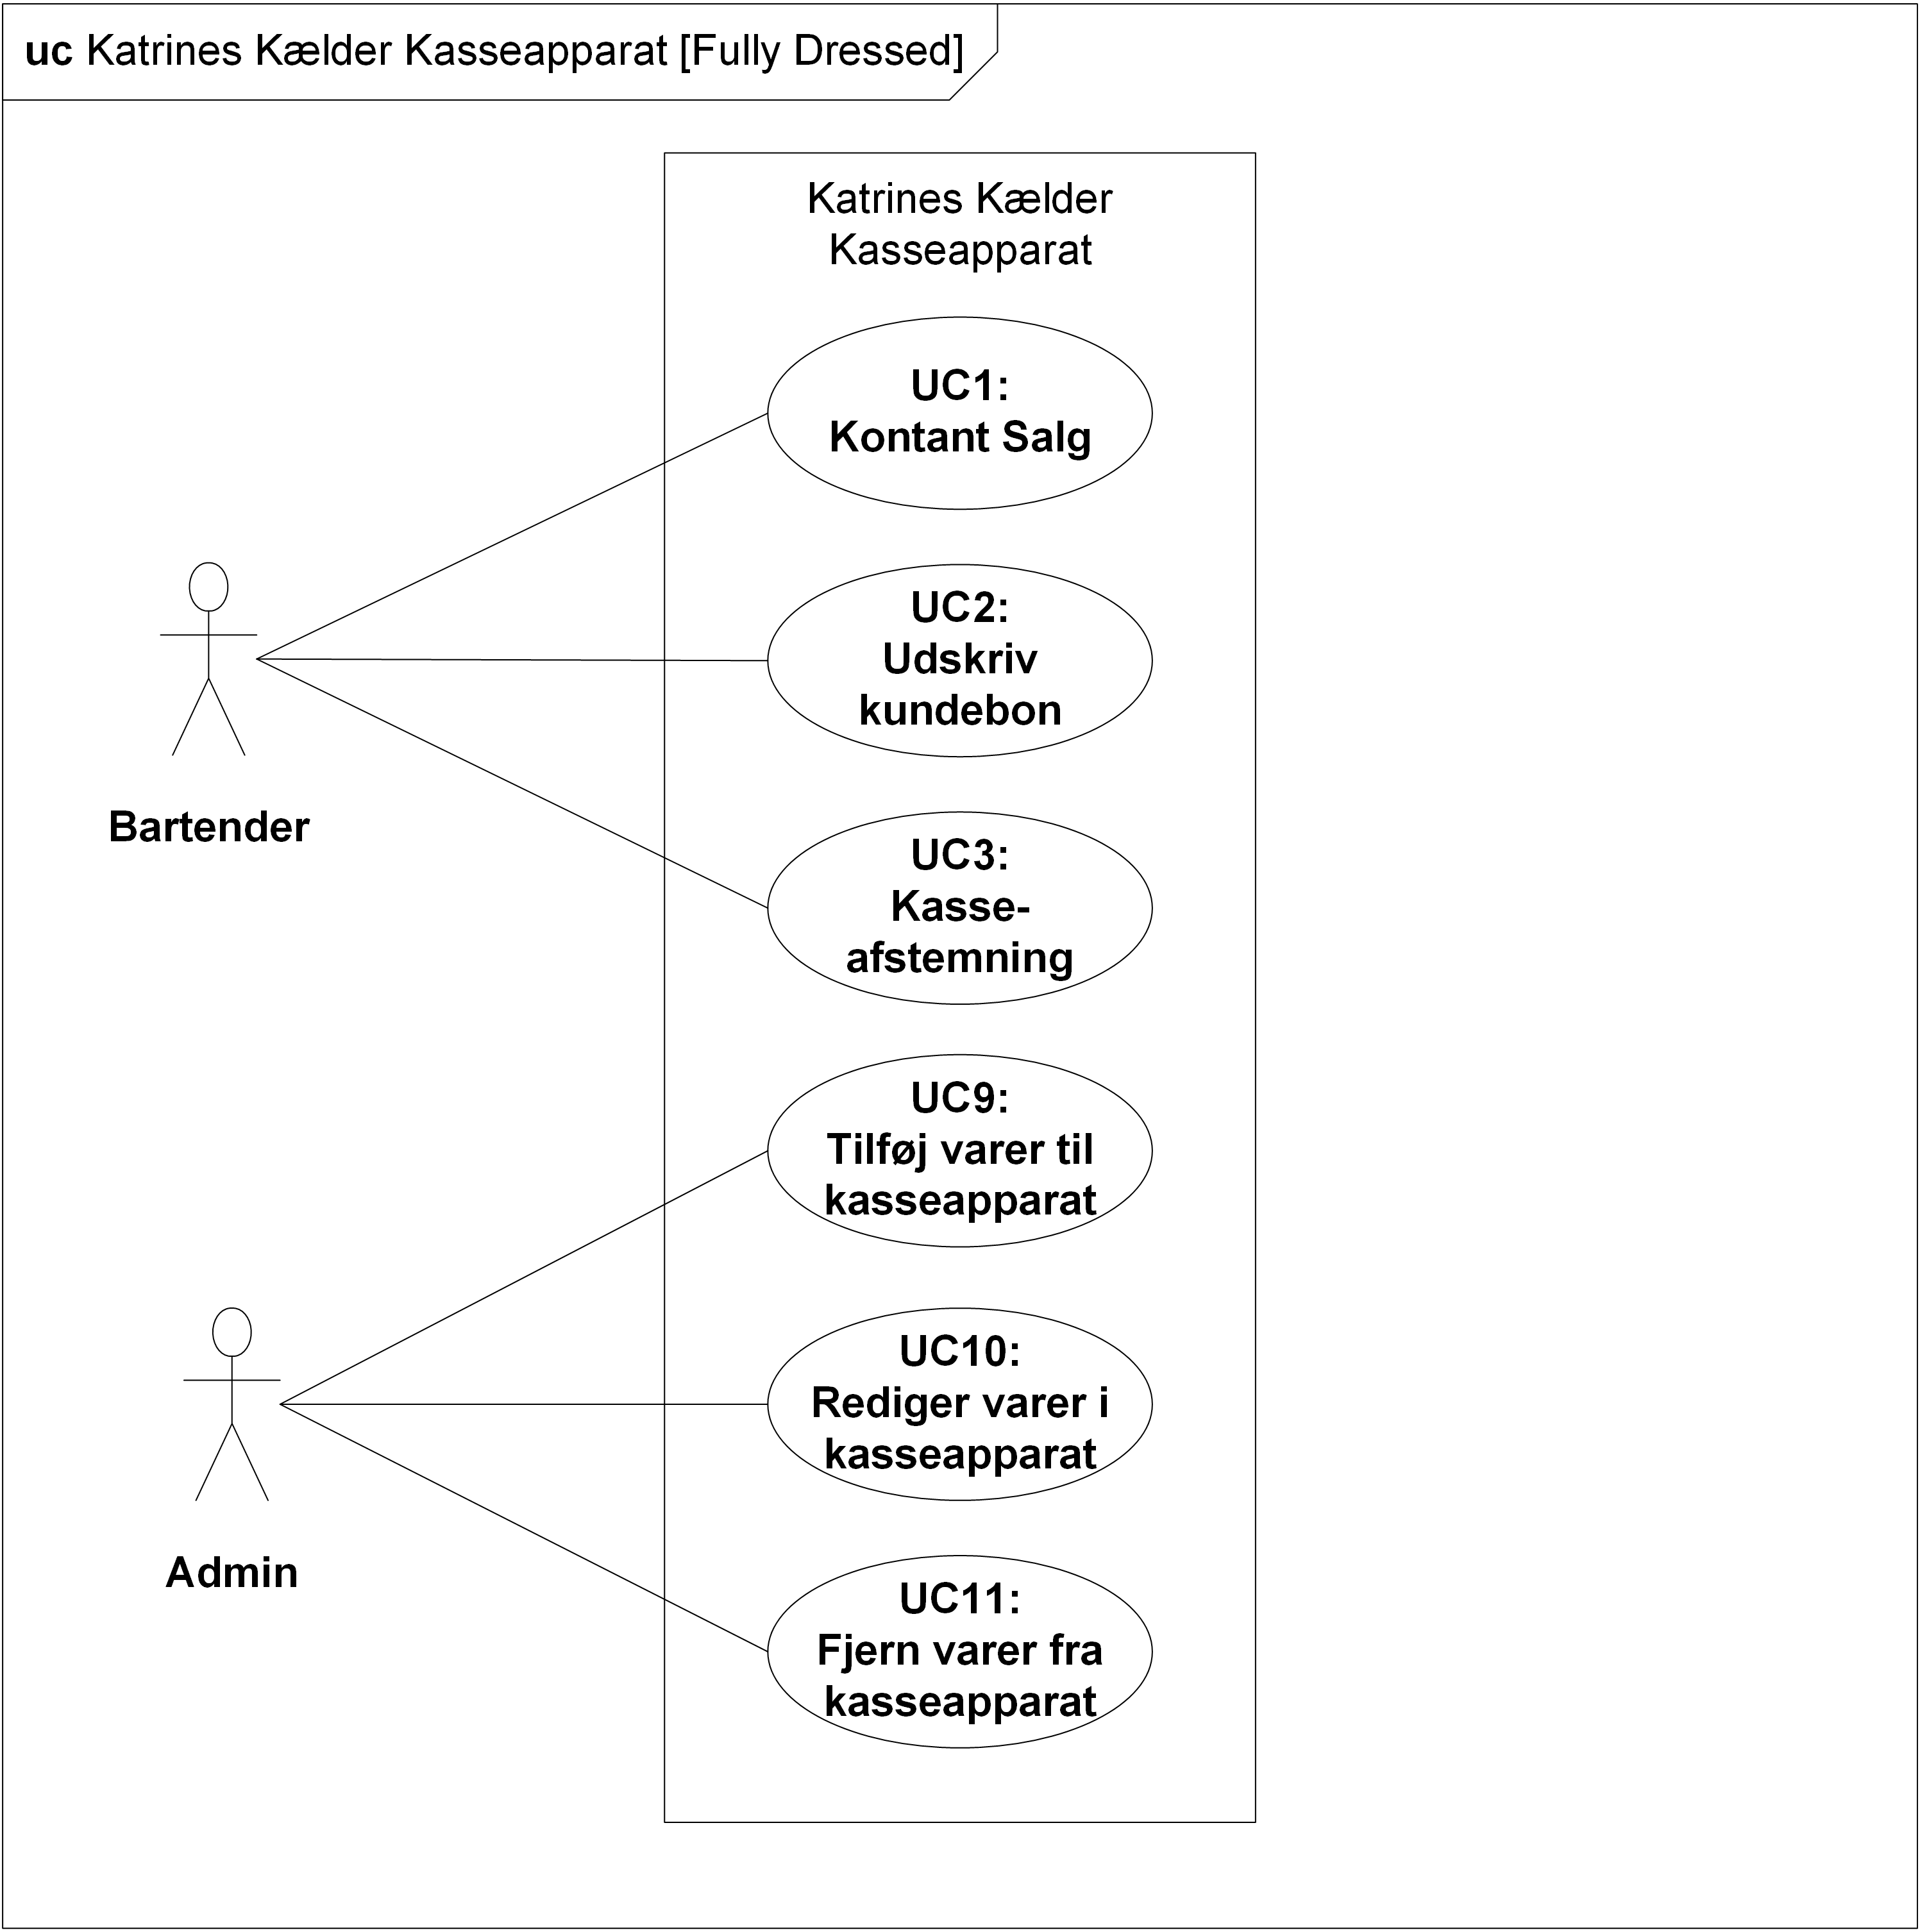 uc Katrines Kælder Kasseapparat [Fully Dressed]
Katrines Kælder
Kasseapparat
UC1:
Kontant Salg
UC2:
Udskriv
kundebon
Bartender
UC3:
Kasse-
afstemning
UC9:
Tilføj varer til
kasseapparat
UC10:
Rediger varer i
kasseapparat
Admin
UC11:
Fjern varer fra
kasseapparat